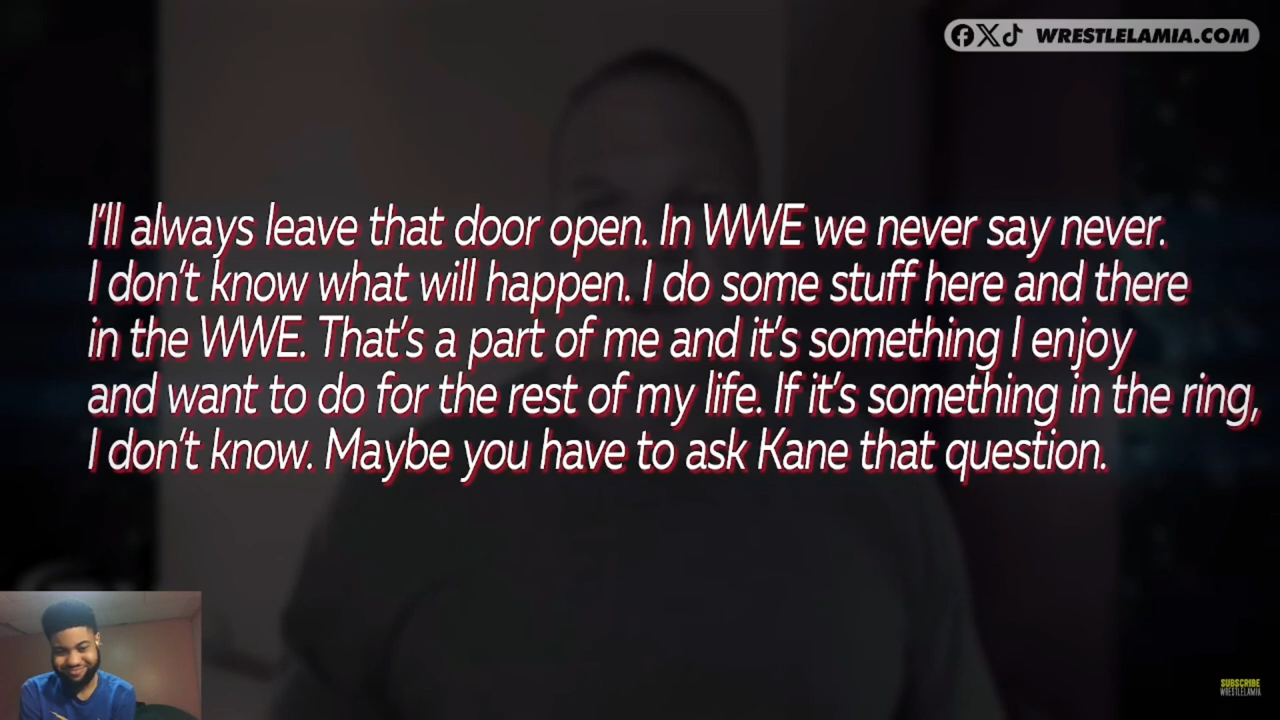 WRESTLELAMIA.COM
I'll always leave that door open. In WWE we never say never.
I don't know what will happen. I do some stuff here and there
in the WWE. That's a part of me and it's something I enjoy
and want to do for the rest of my life. If it's something in the ring,
I don't know. Maybe you have to ask Kane that question.
SUBSCRIBE
WRESTLELAMIA